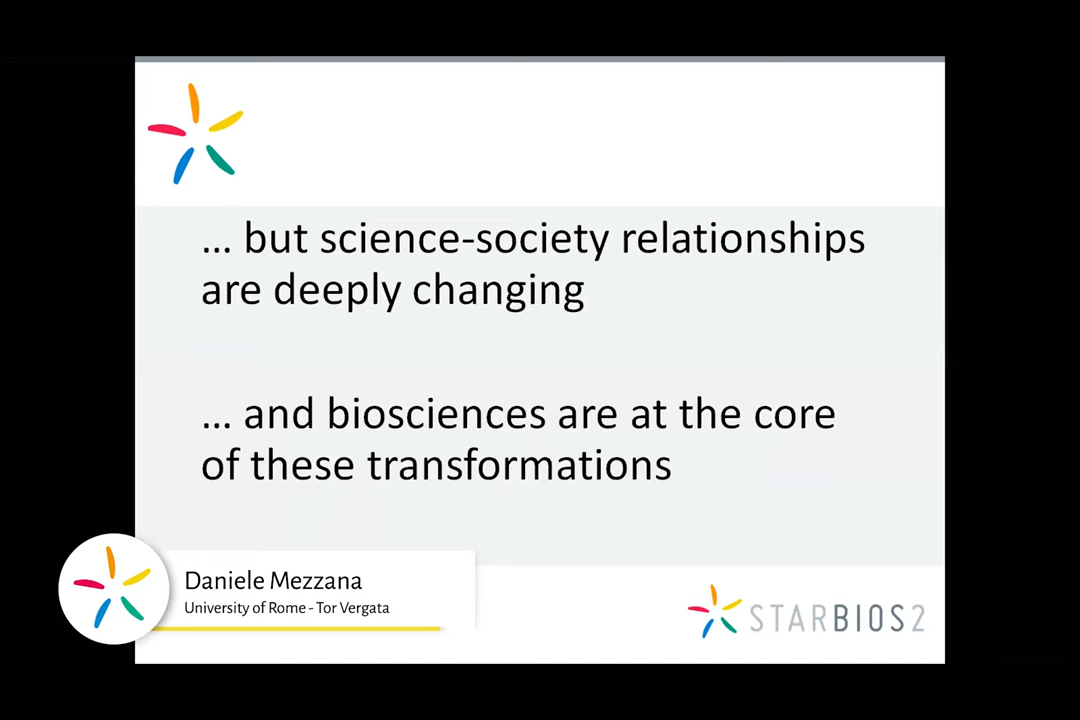 ... but science-society relationships
are deeply changing
... and biosciences are at the core
of these transformations
Daniele Mezzana
University of Rome - Tor Vergata
STARBIOS2